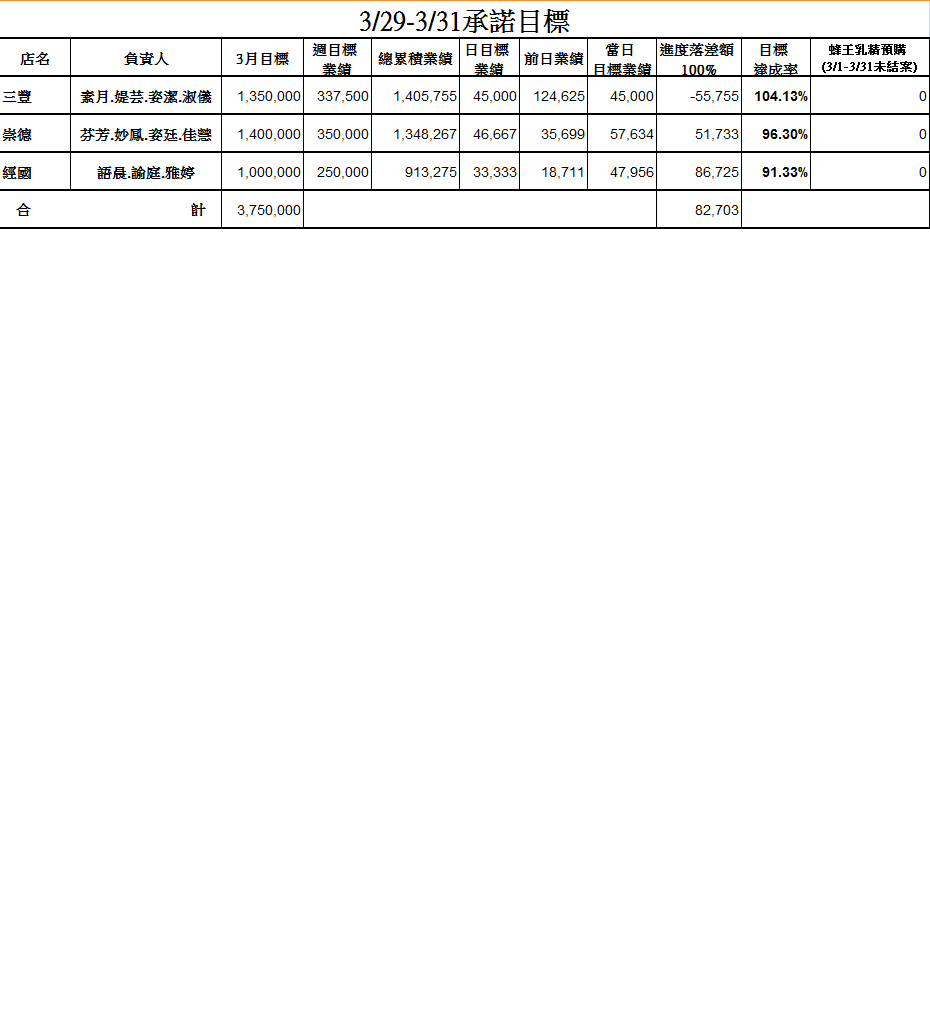 3/29-3/31承諾目標
店名 負責人 3月目標 週目標業績 總累積業績 日目標業績 前日業績 當日目標業績 進度落差額100% 目標達成率 蜂王乳精預購(3/1-3/31未結案)
三豐 素月.媞芸.姿潔.淑儀 1,350,000 337,500 1,405,755 45,000 124,625 45,000 -55,755 104.13% 0
崇德 芬芳.妙鳳.姿廷.佳慧 1,400,000 350,000 1,348,267 46,667 35,699 57,634 51,733 96.30% 0
經國 語晨.諭庭.雅婷 1,000,000 250,000 913,275 33,333 18,711 47,956 86,725 91.33% 0
合計 3,750,000 82,703